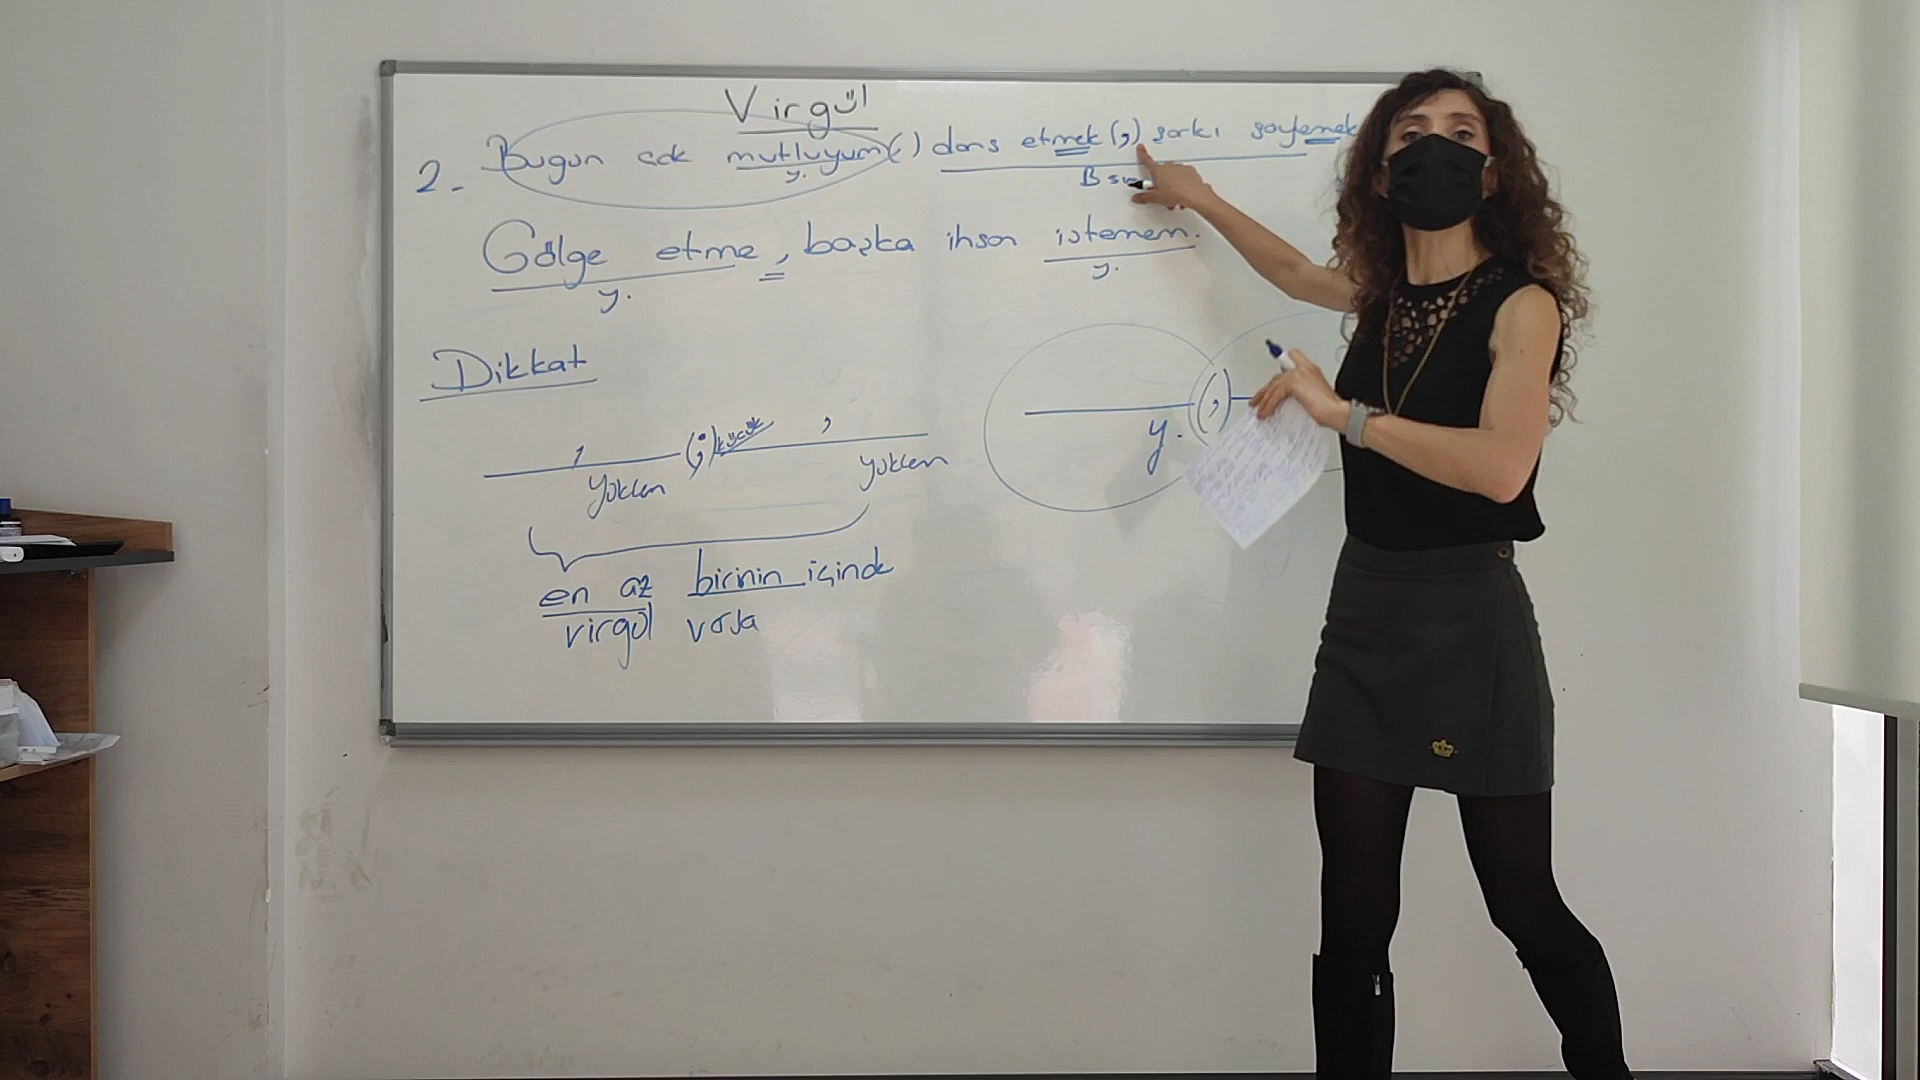 Virgül
2- Bugün çok mutluyum( ) dans etmek(,) şarkı söylemek
y.
Gölge etme, başka ihsan istemem.
y. y.
Dikkat
, (;) küçük ,
yüklem yüklem
(,)
y.
en az birinin içinde
virgül varsa